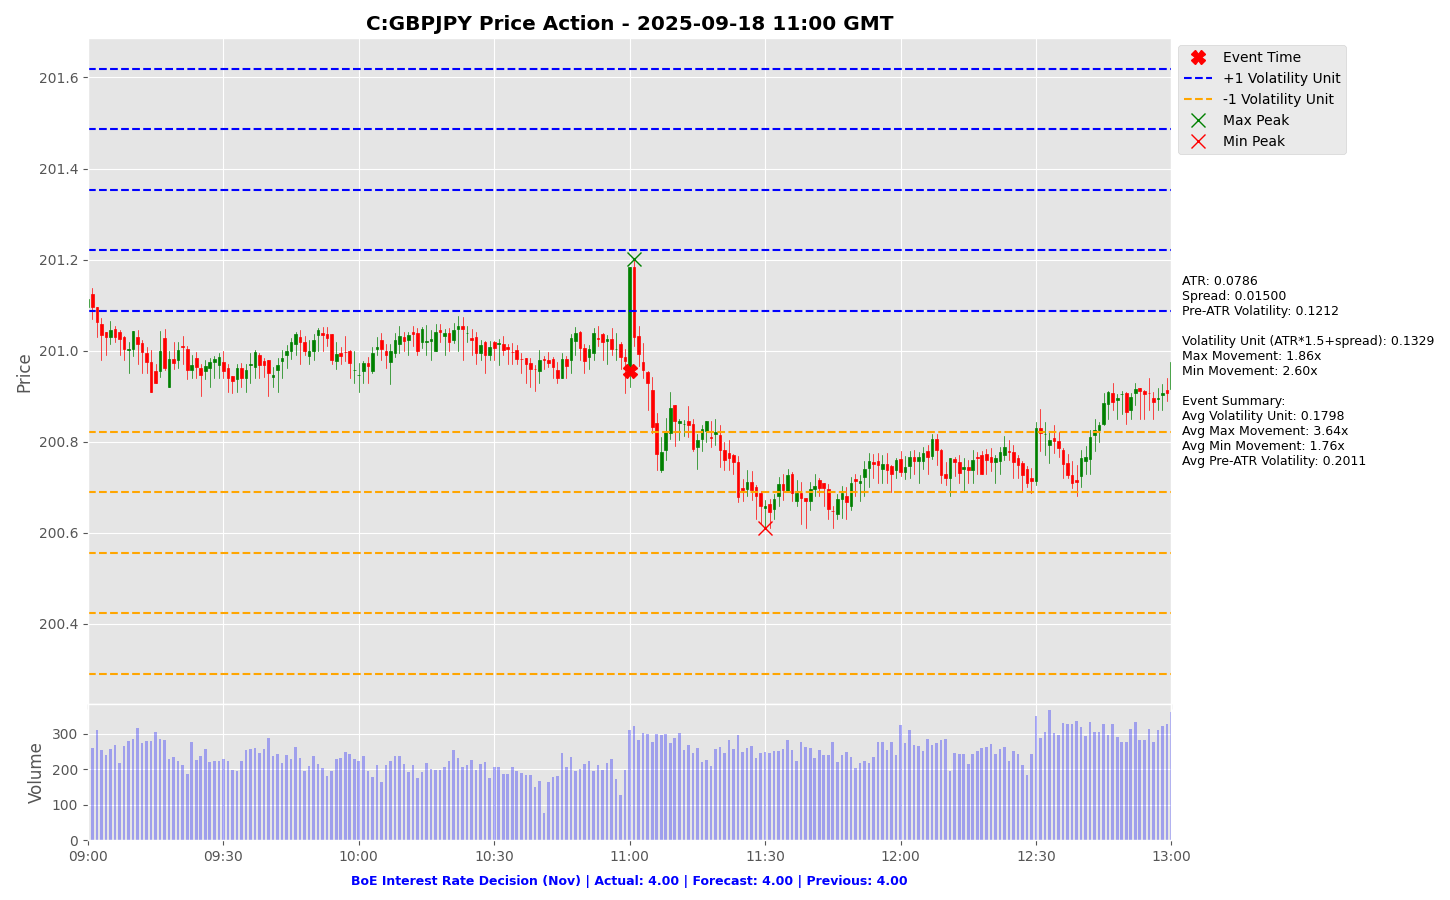 C:GBPJPY Price Action - 2025-09-18 11:00 GMT
Event Time
+1 Volatility Unit
-1 Volatility Unit
Max Peak
Min Peak
Price
201.6
201.4
201.2
201.0
200.8
200.6
200.4
ATR: 0.0786
Spread: 0.01500
Pre-ATR Volatility: 0.1212
Volatility Unit (ATR*1.5+spread): 0.1329
Max Movement: 1.86x
Min Movement: 2.60x
Event Summary:
Avg Volatility Unit: 0.1798
Avg Max Movement: 3.64x
Avg Min Movement: 1.76x
Avg Pre-ATR Volatility: 0.2011
Volume
300
200
100
0
09:00 09:30 10:00 10:30 11:00 11:30 12:00 12:30 13:00
BoE Interest Rate Decision (Nov) | Actual: 4.00 | Forecast: 4.00 | Previous: 4.00